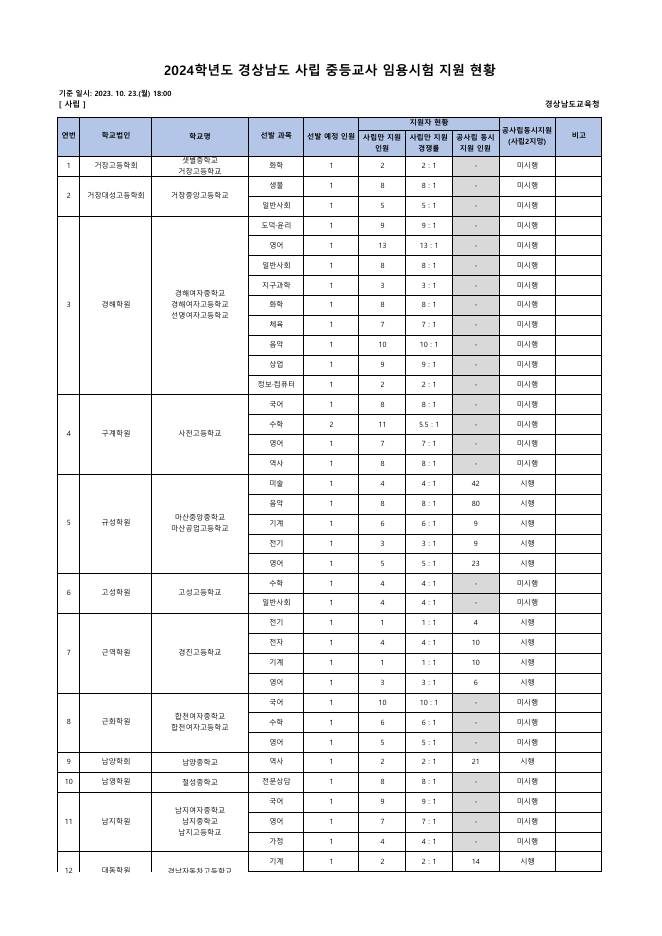 2024학년도 경상남도 사립 중등교사 임용시험 지원 현황
기준 일시: 2023. 10. 23.(월) 18:00
[ 사립 ] 경상남도교육청
연번 학교법인 학교명 선발 과목 선발 예정 인원 지원자 현황 공사립동시지원 (사립2지망) 비고
사립만 지원 인원 사립만 지원 경쟁률 공사립 동시 지원 인원
1 거창고등학회 샛별중학교 거창고등학교 화학 1 2 2 : 1 - 미시행
2 거창대성고등학회 거창중앙고등학교 생물 1 8 8 : 1 - 미시행
일반사회 1 5 5 : 1 - 미시행
3 경해학원 경해여자중학교 경해여자고등학교 선명여자고등학교 도덕·윤리 1 9 9 : 1 - 미시행
영어 1 13 13 : 1 - 미시행
일반사회 1 8 8 : 1 - 미시행
지구과학 1 3 3 : 1 - 미시행
화학 1 8 8 : 1 - 미시행
체육 1 7 7 : 1 - 미시행
음악 1 10 10 : 1 - 미시행
상업 1 9 9 : 1 - 미시행
정보·컴퓨터 1 2 2 : 1 - 미시행
4 구계학원 사천고등학교 국어 1 8 8 : 1 - 미시행
수학 2 11 5.5 : 1 - 미시행
영어 1 7 7 : 1 - 미시행
역사 1 8 8 : 1 - 미시행
5 규성학원 마산중앙중학교 마산공업고등학교 미술 1 4 4 : 1 42 시행
음악 1 8 8 : 1 80 시행
기계 1 6 6 : 1 9 시행
전기 1 3 3 : 1 9 시행
영어 1 5 5 : 1 23 시행
6 고성학원 고성고등학교 수학 1 4 4 : 1 - 미시행
일반사회 1 4 4 : 1 - 미시행
7 근역학원 경진고등학교 전기 1 1 1 : 1 4 시행
전자 1 4 4 : 1 10 시행
기계 1 1 1 : 1 10 시행
영어 1 3 3 : 1 6 시행
8 근화학원 합천여자중학교 합천여자고등학교 국어 1 10 10 : 1 - 미시행
수학 1 6 6 : 1 - 미시행
영어 1 5 5 : 1 - 미시행
9 남양학회 남양중학교 역사 1 2 2 : 1 21 시행
10 남영학원 철성중학교 전문상담 1 8 8 : 1 - 미시행
11 남지학원 남지여자중학교 남지중학교 남지고등학교 국어 1 9 9 : 1 - 미시행
영어 1 7 7 : 1 - 미시행
가정 1 4 4 : 1 - 미시행
12 대동학원 경남자동차고등학교 기계 1 2 2 : 1 14 시행